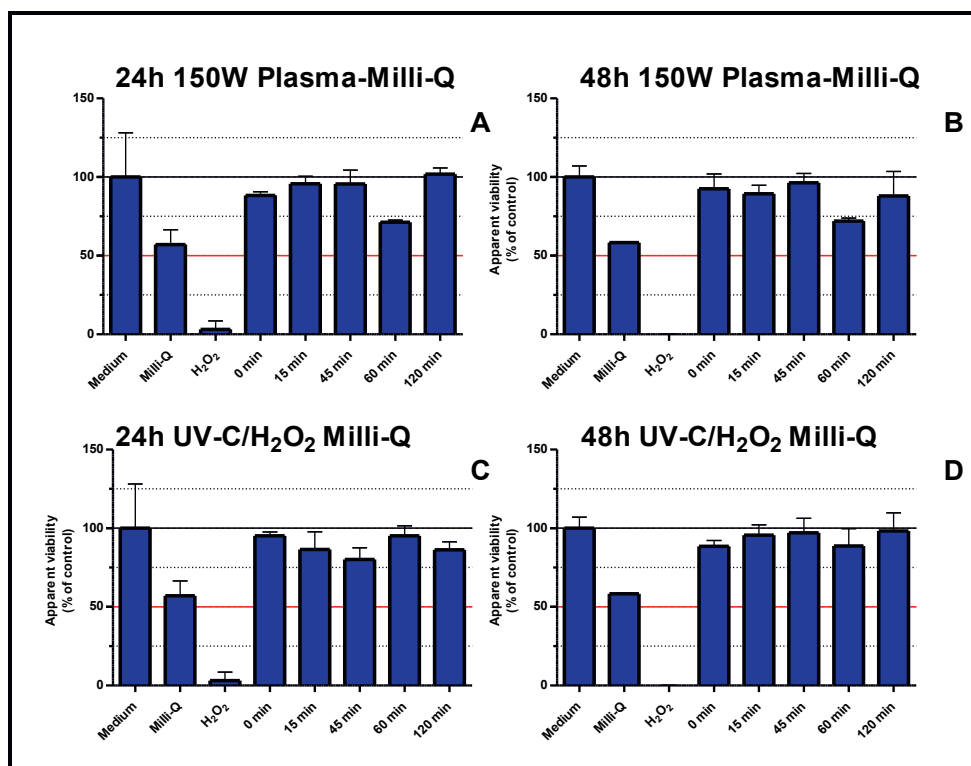 24h 150W Plasma-Milli-Q
A
Apparent viability
(% of control)
150
100
50
0
Medium
Milli-Q
H₂O₂
0 min
15 min
45 min
60 min
120 min
48h 150W Plasma-Milli-Q
B
Apparent viability
(% of control)
150
100
50
0
Medium
Milli-Q
H₂O₂
0 min
15 min
45 min
60 min
120 min
24h UV-C/H₂O₂ Milli-Q
C
Apparent viability
(% of control)
150
100
50
0
Medium
Milli-Q
H₂O₂
0 min
15 min
45 min
60 min
120 min
48h UV-C/H₂O₂ Milli-Q
D
Apparent viability
(% of control)
150
100
50
0
Medium
Milli-Q
H₂O₂
0 min
15 min
45 min
60 min
120 min